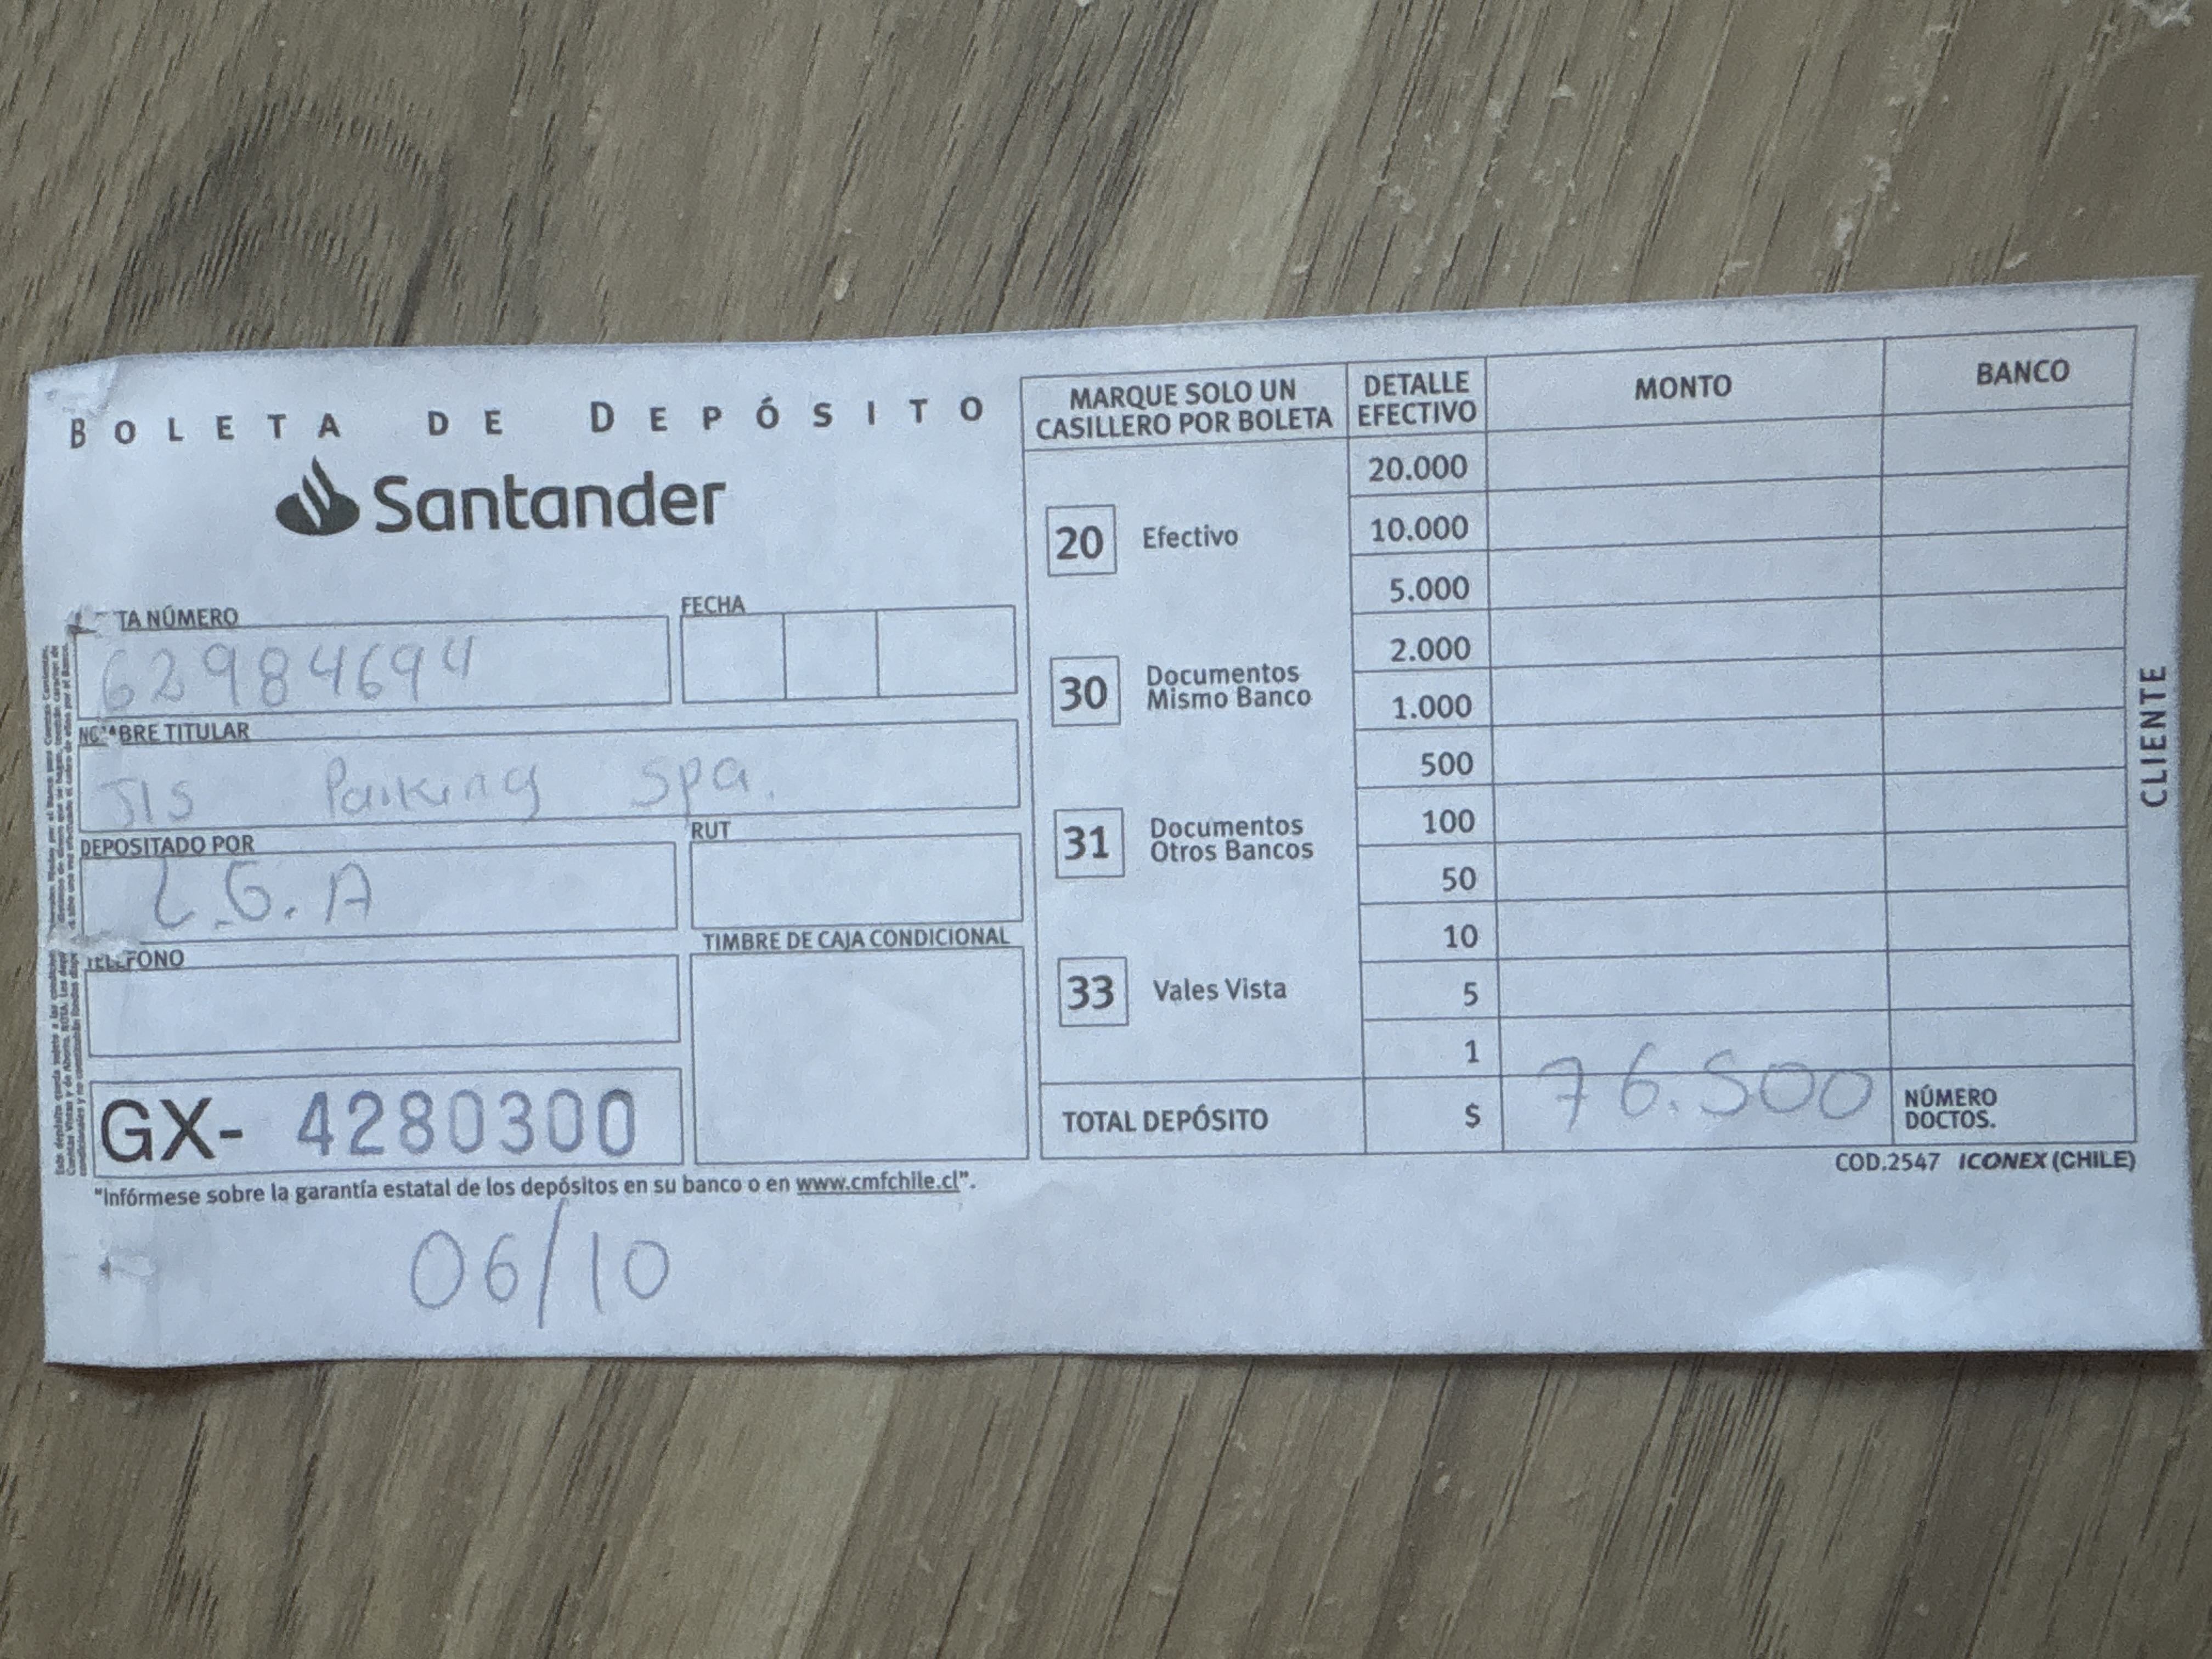 BOLETA DE DEPÓSITO
Santander
TA NÚMERO
62984694
FECHA
NOMBRE TITULAR
JIS Parking Spa.
DEPOSITADO POR
L.G.A
RUT
TELÉFONO
TIMBRE DE CAJA CONDICIONAL
GX- 4280300
"Infórmese sobre la garantía estatal de los depósitos en su banco o en www.cmfchile.cl".
06/10
MARQUE SOLO UN
CASILLERO POR BOLETA
20 Efectivo
30 Documentos
Mismo Banco
31 Documentos
Otros Bancos
33 Vales Vista
DETALLE
EFECTIVO
MONTO
BANCO
20.000
10.000
5.000
2.000
1.000
500
100
50
10
5
1
TOTAL DEPÓSITO $ 76.500
NÚMERO
DOCTOS.
COD.2547 ICONEX (CHILE)
CLIENTE